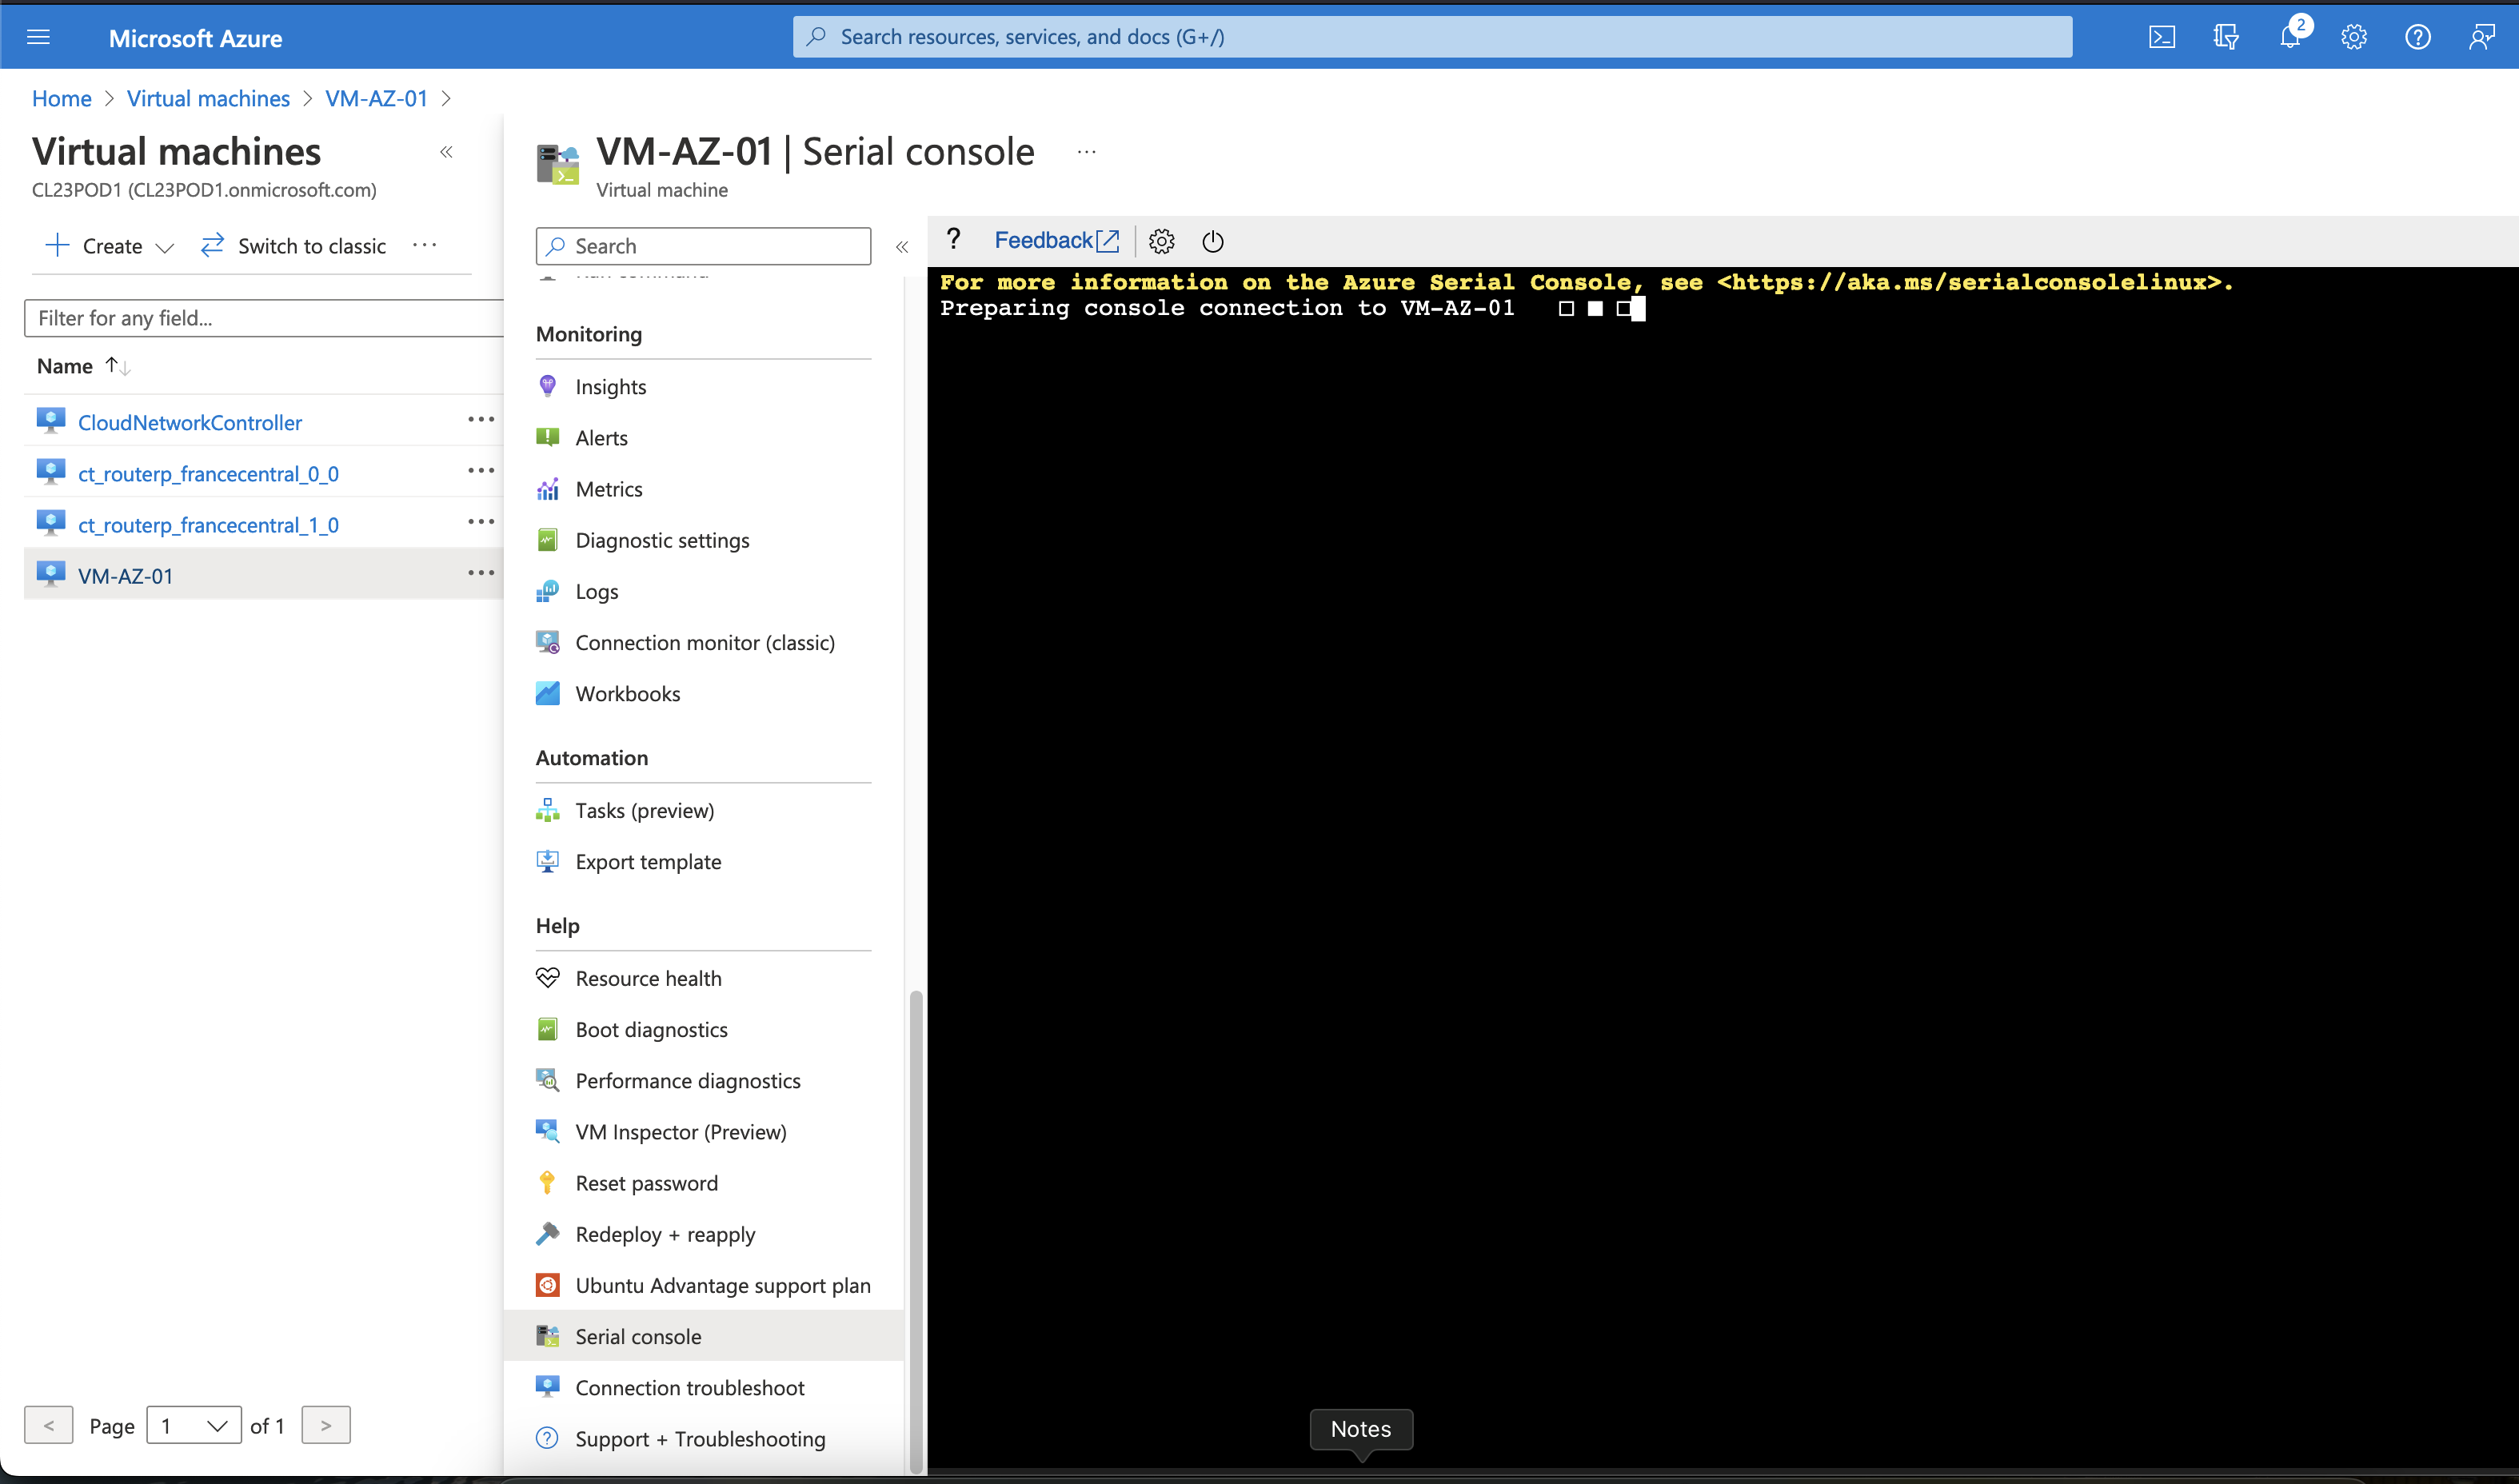 Microsoft Azure
Search resources, services, and docs (G+/)
2
Home > Virtual machines > VM-AZ-01 >
Virtual machines
CL23POD1 (CL23POD1.onmicrosoft.com)
Create
Switch to classic
Filter for any field...
Name
CloudNetworkController
ct_routerp_francecentral_0_0
ct_routerp_francecentral_1_0
VM-AZ-01
< Page 1 of 1 >
VM-AZ-01 | Serial console
Virtual machine
Search
Run command
Monitoring
Insights
Alerts
Metrics
Diagnostic settings
Logs
Connection monitor (classic)
Workbooks
Automation
Tasks (preview)
Export template
Help
Resource health
Boot diagnostics
Performance diagnostics
VM Inspector (Preview)
Reset password
Redeploy + reapply
Ubuntu Advantage support plan
Serial console
Connection troubleshoot
Support + Troubleshooting
? Feedback
For more information on the Azure Serial Console, see <https://aka.ms/serialconsolelinux>.
Preparing console connection to VM-AZ-01
Notes